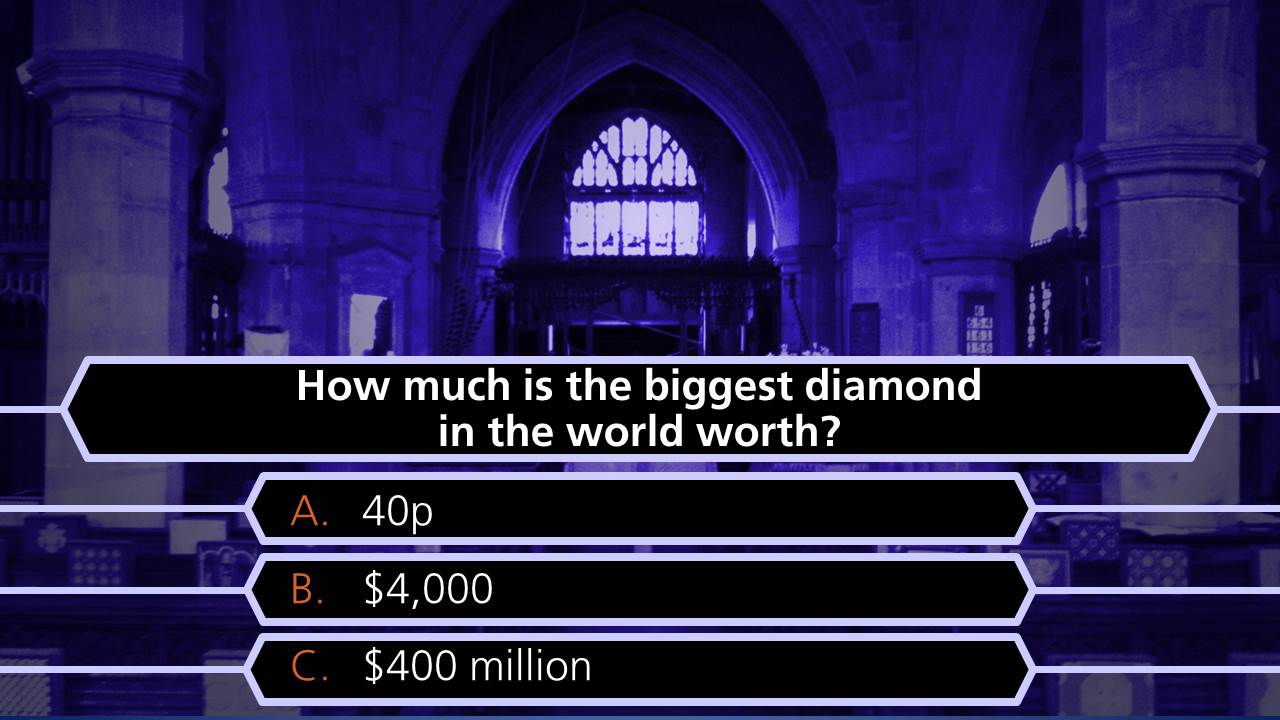 How much is the biggest diamond
in the world worth?
A. 40p
B. $4,000
C. $400 million